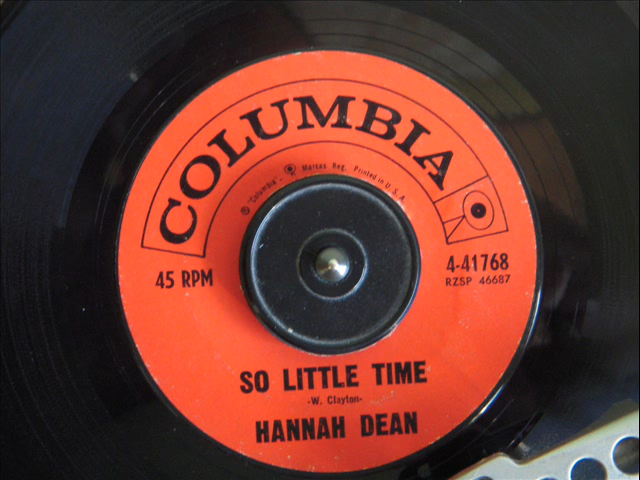 COLUMBIA
® "Columbia", Marcas Reg. Printed in U.S.A.
45 RPM
4-41768
RZSP 46687
SO LITTLE TIME
-W. Clayton-
HANNAH DEAN